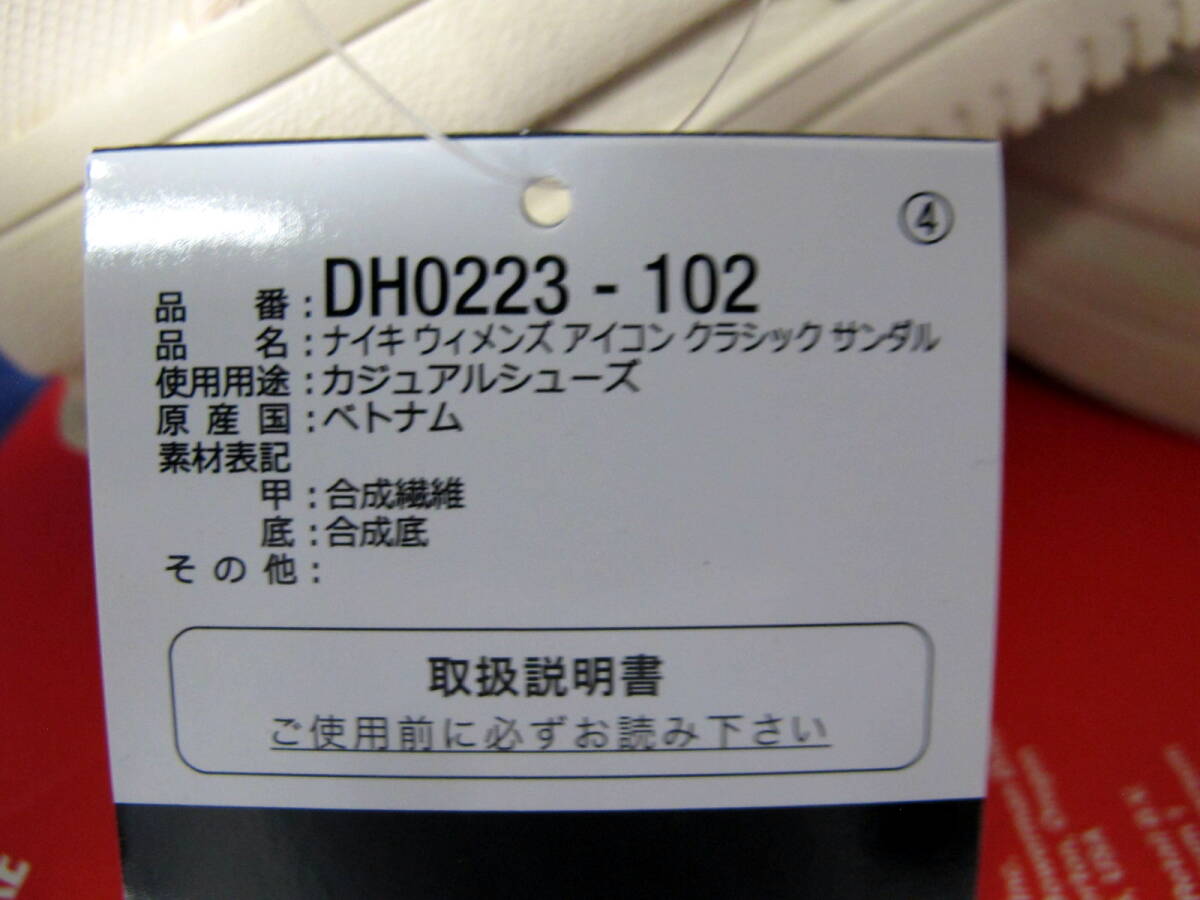 ④
品 番 : DH0223 - 102
品 名 : ナイキ ウィメンズ アイコン クラシック サンダル
使用用途 : カジュアルシューズ
原 産 国 : ベトナム
素材表記
甲 : 合成繊維
底 : 合成底
そ の 他 :
取扱説明書
ご使用前に必ずお読み下さい